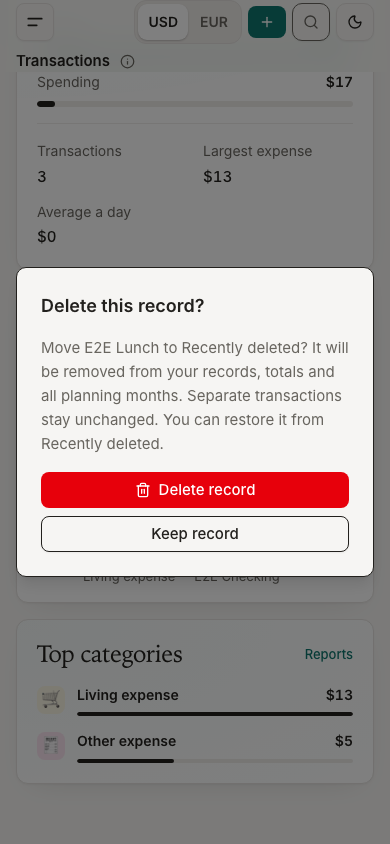 USD EUR
Transactions
Spending $17
Transactions Largest expense
3 $13
Average a day
$0
Delete this record?
Move E2E Lunch to Recently deleted? It will
be removed from your records, totals and
all planning months. Separate transactions
stay unchanged. You can restore it from
Recently deleted.
Delete record
Keep record
Living expense E2E Checking
Top categories Reports
Living expense $13
Other expense $5